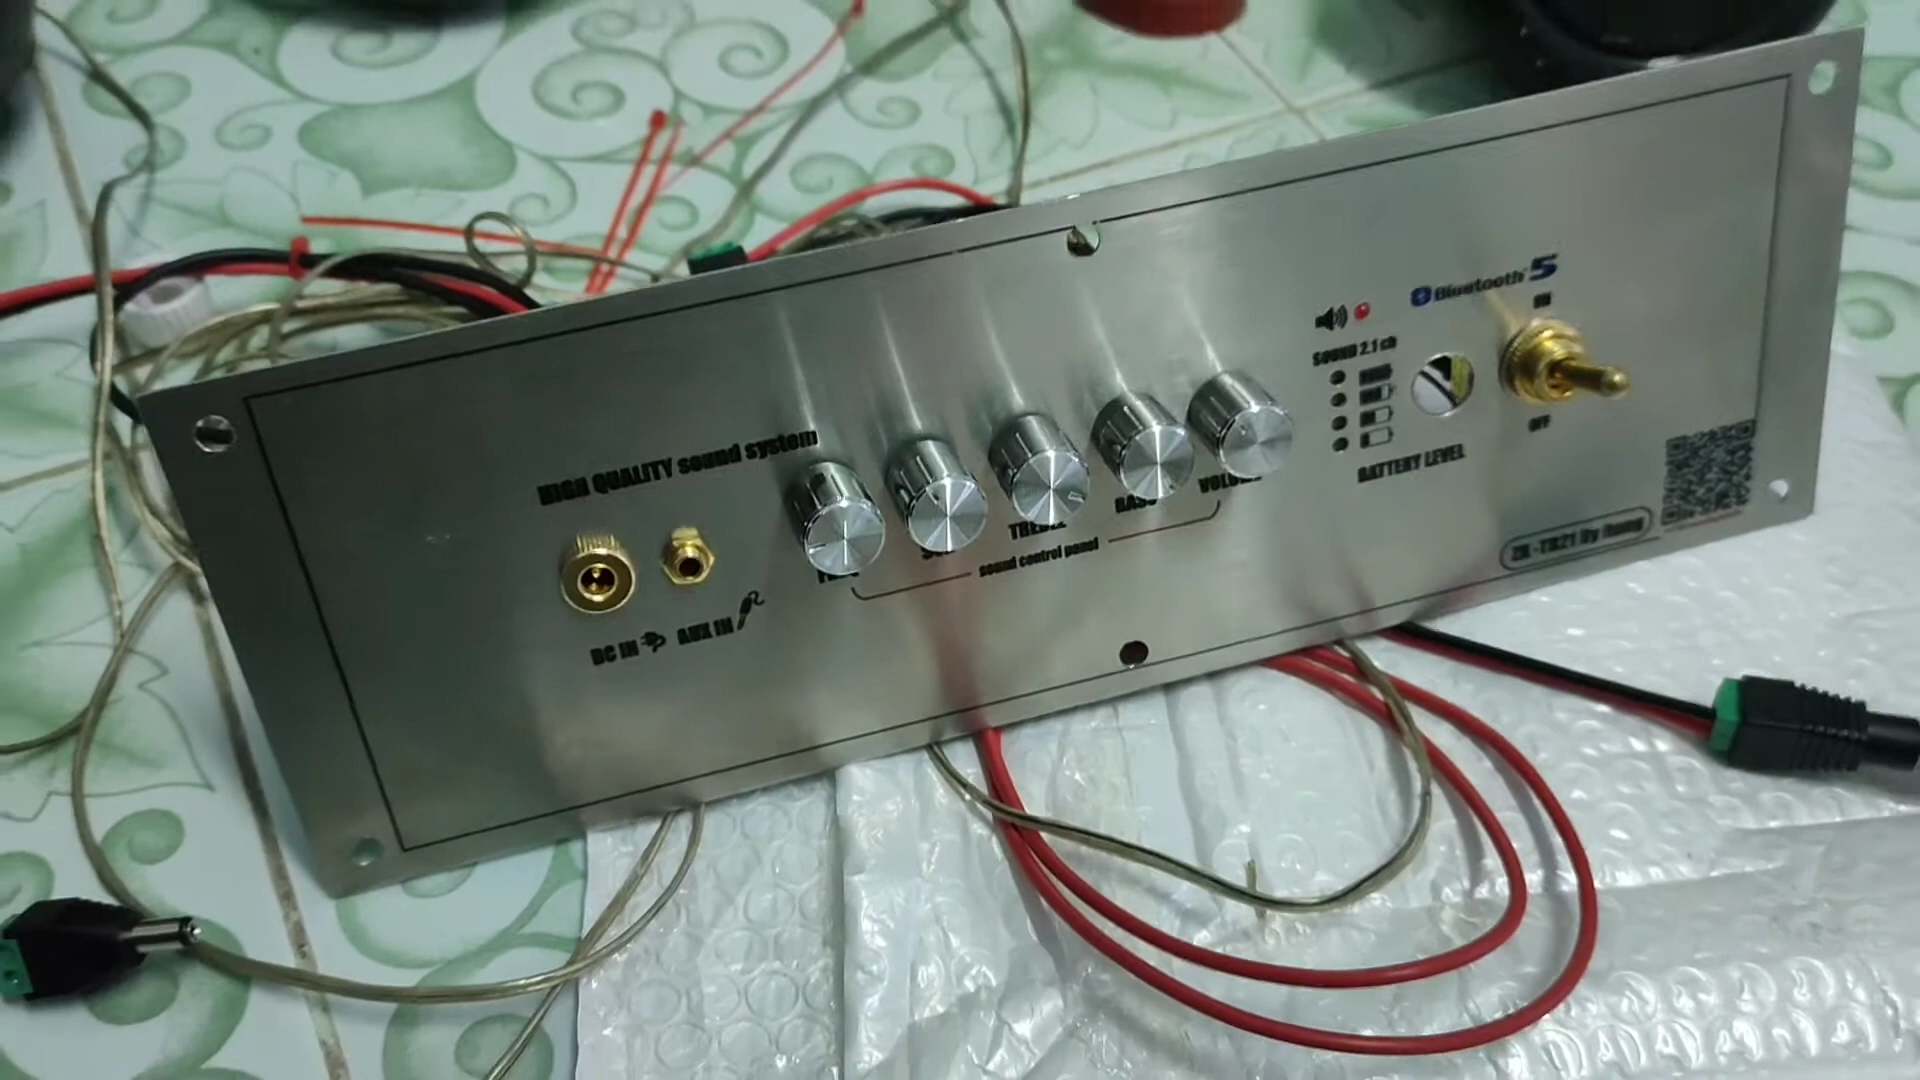 HIGH QUALITY sound system
DC IN
AUX IN
TREBLE
BASS
VOLUME
sound control panel
SOUND 2.1 ch
BATTERY LEVEL
Bluetooth 5
ON
OFF